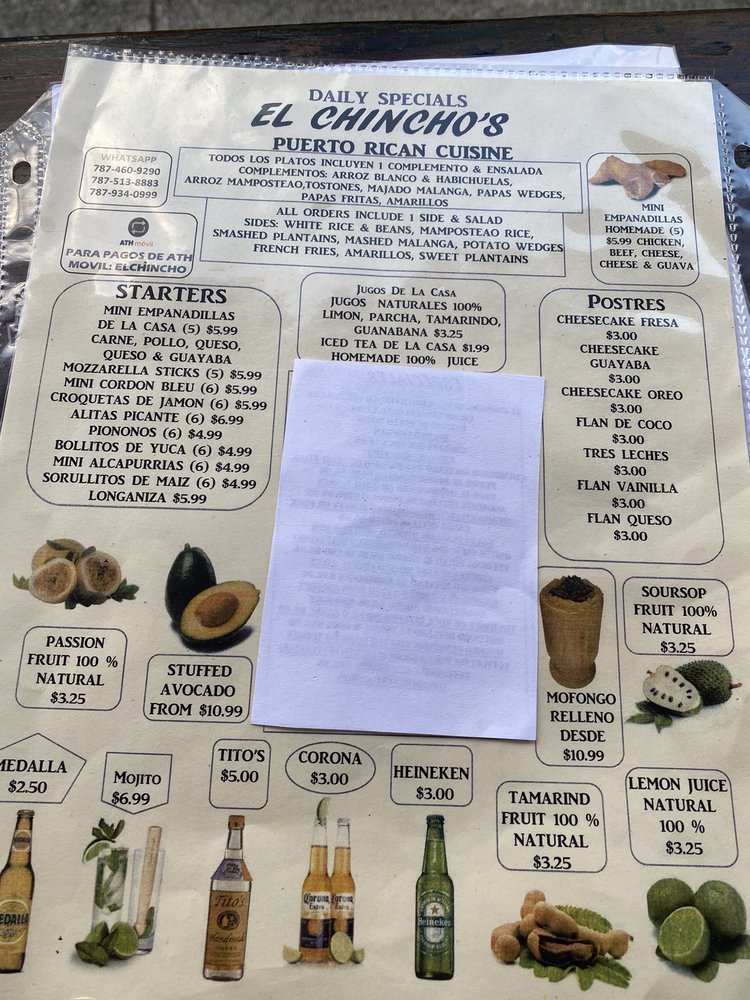 DAILY SPECIALS
EL CHINCHO'S
PUERTO RICAN CUISINE
WHATSAPP
787-460-9290
787-513-8883
787-934-0999
TODOS LOS PLATOS INCLUYEN 1 COMPLEMENTO & ENSALADA
COMPLEMENTOS: ARROZ BLANCO & HABICHUELAS,
ARROZ MAMPOSTEAO,TOSTONES, MAJADO MALANGA, PAPAS WEDGES,
PAPAS FRITAS, AMARILLOS
ATH móvil
PARA PAGOS DE ATH
MOVIL: ELCHINCHO
ALL ORDERS INCLUDE 1 SIDE & SALAD
SIDES: WHITE RICE & BEANS, MAMPOSTEAO RICE,
SMASHED PLANTAINS, MASHED MALANGA, POTATO WEDGES
FRENCH FRIES, AMARILLOS, SWEET PLANTAINS
MINI
EMPANADILLAS
HOMEMADE (5)
$5.99 CHICKEN,
BEEF, CHEESE,
CHEESE & GUAVA
STARTERS
MINI EMPANADILLAS
DE LA CASA (5) $5.99
CARNE, POLLO, QUESO,
QUESO & GUAYABA
MOZZARELLA STICKS (5) $5.99
MINI CORDON BLEU (6) $5.99
CROQUETAS DE JAMON (6) $5.99
ALITAS PICANTE (6) $6.99
PIONONOS (6) $4.99
BOLLITOS DE YUCA (6) $4.99
MINI ALCAPURRIAS (6) $4.99
SORULLITOS DE MAIZ (6) $4.99
LONGANIZA $5.99
JUGOS DE LA CASA
JUGOS NATURALES 100%
LIMON, PARCHA, TAMARINDO,
GUANABANA $3.25
ICED TEA DE LA CASA $1.99
HOMEMADE 100% JUICE
POSTRES
CHEESECAKE FRESA
$3.00
CHEESECAKE
GUAYABA
$3.00
CHEESECAKE OREO
$3.00
FLAN DE COCO
$3.00
TRES LECHES
$3.00
FLAN VAINILLA
$3.00
FLAN QUESO
$3.00
PASSION
FRUIT 100 %
NATURAL
$3.25
STUFFED
AVOCADO
FROM $10.99
MOFONGO
RELLENO
DESDE
$10.99
SOURSOP
FRUIT 100%
NATURAL
$3.25
MEDALLA
$2.50
MOJITO
$6.99
TITO'S
$5.00
CORONA
$3.00
HEINEKEN
$3.00
TAMARIND
FRUIT 100 %
NATURAL
$3.25
LEMON JUICE
NATURAL
100 %
$3.25
Tito's
Handmade
Corona
Extra
Heineken